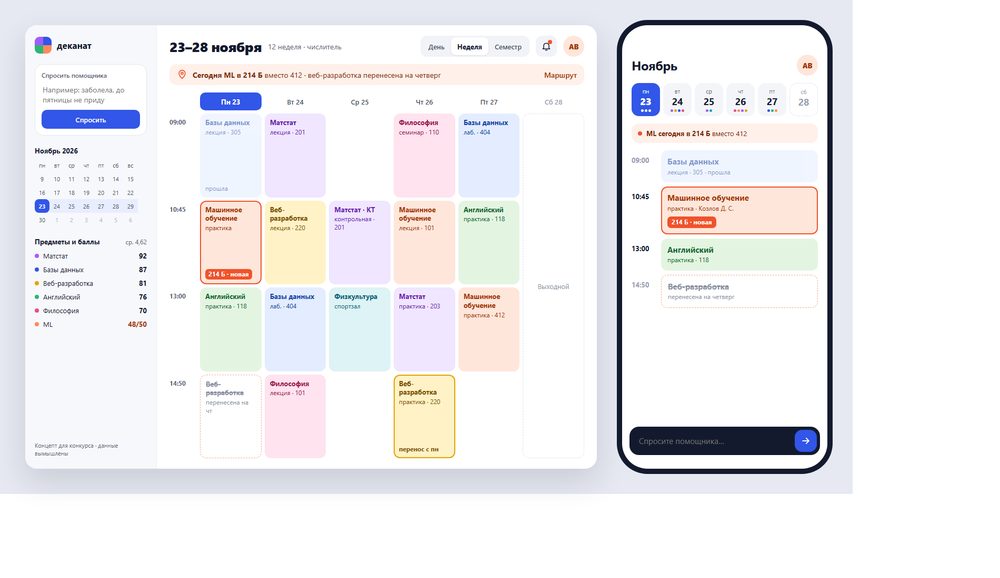 деканат
Спросить помощника
Например: заболела, до
пятницы не приду
Спросить
Ноябрь 2026
пн вт ср чт пт сб вс
9 10 11 12 13 14 15
16 17 18 19 20 21 22
23 24 25 26 27 28 29
30 1 2 3 4 5 6
Предметы и баллы ср. 4,62
Матстат 92
Базы данных 87
Веб-разработка 81
Английский 76
Философия 70
ML 48/50
Концепт для конкурса · данные
вымышлены
23–28 ноября 12 неделя · числитель
День Неделя Семестр
АВ
Сегодня ML в 214 Б вместо 412 · веб-разработка перенесена на четверг Маршрут
Пн 23 Вт 24 Ср 25 Чт 26 Пт 27 Сб 28
09:00
Базы данных
лекция · 305
прошла
Матстат
лекция · 201
Философия
семинар · 110
Базы данных
лаб. · 404
10:45
Машинное
обучение
практика
214 Б · новая
Веб-
разработка
лекция · 220
Матстат · КТ
контрольная ·
201
Машинное
обучение
лекция · 101
Английский
практика · 118
Выходной
13:00
Английский
практика · 118
Базы данных
лаб. · 404
Физкультура
спортзал
Матстат
практика · 203
Машинное
обучение
практика · 412
14:50
Веб-
разработка
перенесена на
чт
Философия
лекция · 101
Веб-
разработка
практика · 220
перенос с пн
Ноябрь
АВ
пн вт ср чт пт сб
23 24 25 26 27 28
ML сегодня в 214 Б вместо 412
09:00
Базы данных
лекция · 305 · прошла
10:45
Машинное обучение
практика · Козлов Д. С.
214 Б · новая
13:00
Английский
практика · 118
14:50
Веб-разработка
перенесена на четверг
Спросите помощника...